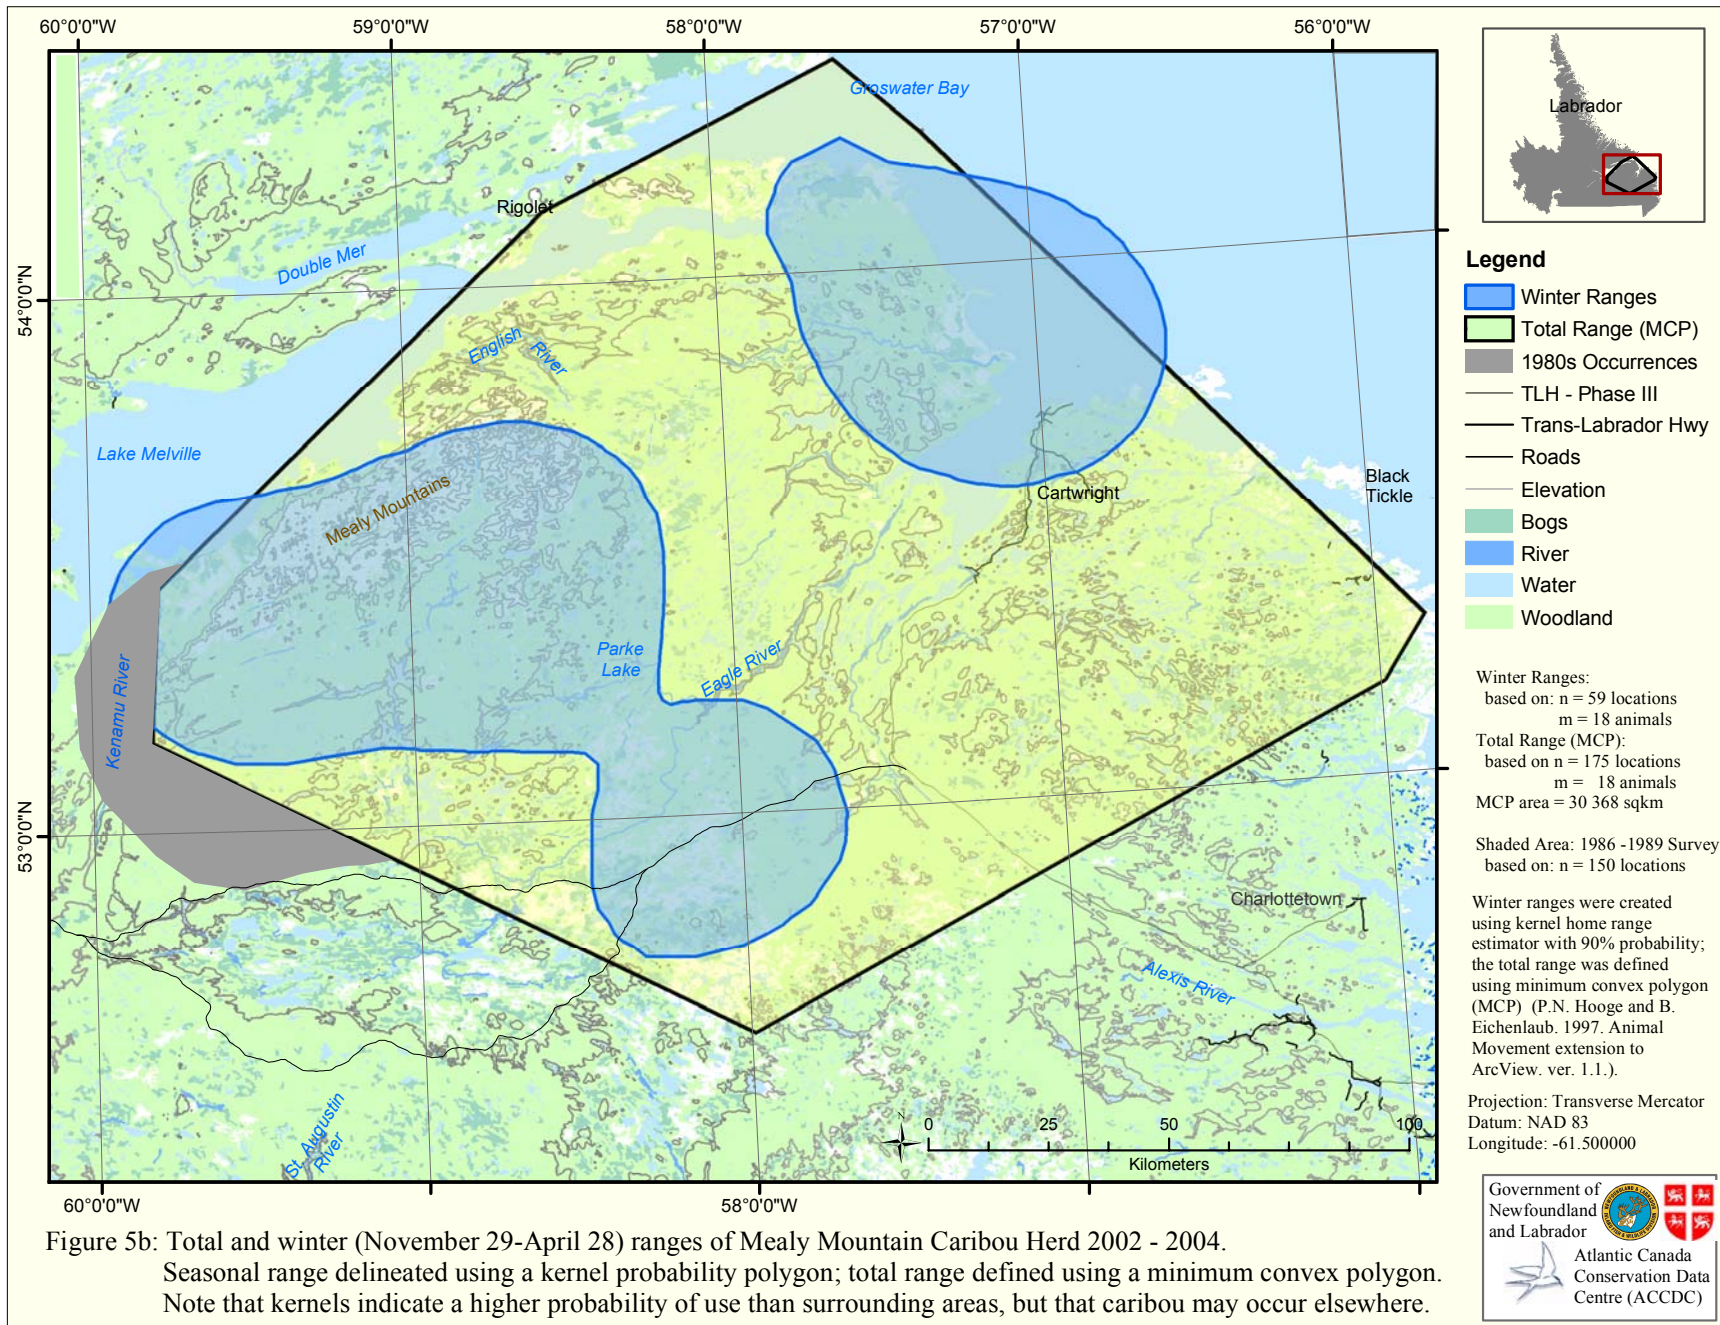 60°0'0"W 59°0'0"W 58°0'0"W 57°0'0"W 56°0'0"W
Groswater Bay
Rigolet
Double Mer
54°0'0"N
English River
Lake Melville
Mealy Mountains
Cartwright
Black
Tickle
Parke
Lake
Eagle River
Kenamu River
53°0'0"N
Charlottetown
Alexis River
St. Augustin
River
N
0 25 50 100
Kilometers
60°0'0"W 58°0'0"W
Labrador
Legend
Winter Ranges
Total Range (MCP)
1980s Occurrences
TLH - Phase III
Trans-Labrador Hwy
Roads
Elevation
Bogs
River
Water
Woodland
Winter Ranges:
based on: n = 59 locations
m = 18 animals
Total Range (MCP):
based on n = 175 locations
m = 18 animals
MCP area = 30 368 sqkm
Shaded Area: 1986 -1989 Survey
based on: n = 150 locations
Winter ranges were created
using kernel home range
estimator with 90% probability;
the total range was defined
using minimum convex polygon
(MCP) (P.N. Hooge and B.
Eichenlaub. 1997. Animal
Movement extension to
ArcView. ver. 1.1.).
Projection: Transverse Mercator
Datum: NAD 83
Longitude: -61.500000
Government of
Newfoundland
and Labrador
Atlantic Canada
Conservation Data
Centre (ACCDC)
Figure 5b: Total and winter (November 29-April 28) ranges of Mealy Mountain Caribou Herd 2002 - 2004.
Seasonal range delineated using a kernel probability polygon; total range defined using a minimum convex polygon.
Note that kernels indicate a higher probability of use than surrounding areas, but that caribou may occur elsewhere.